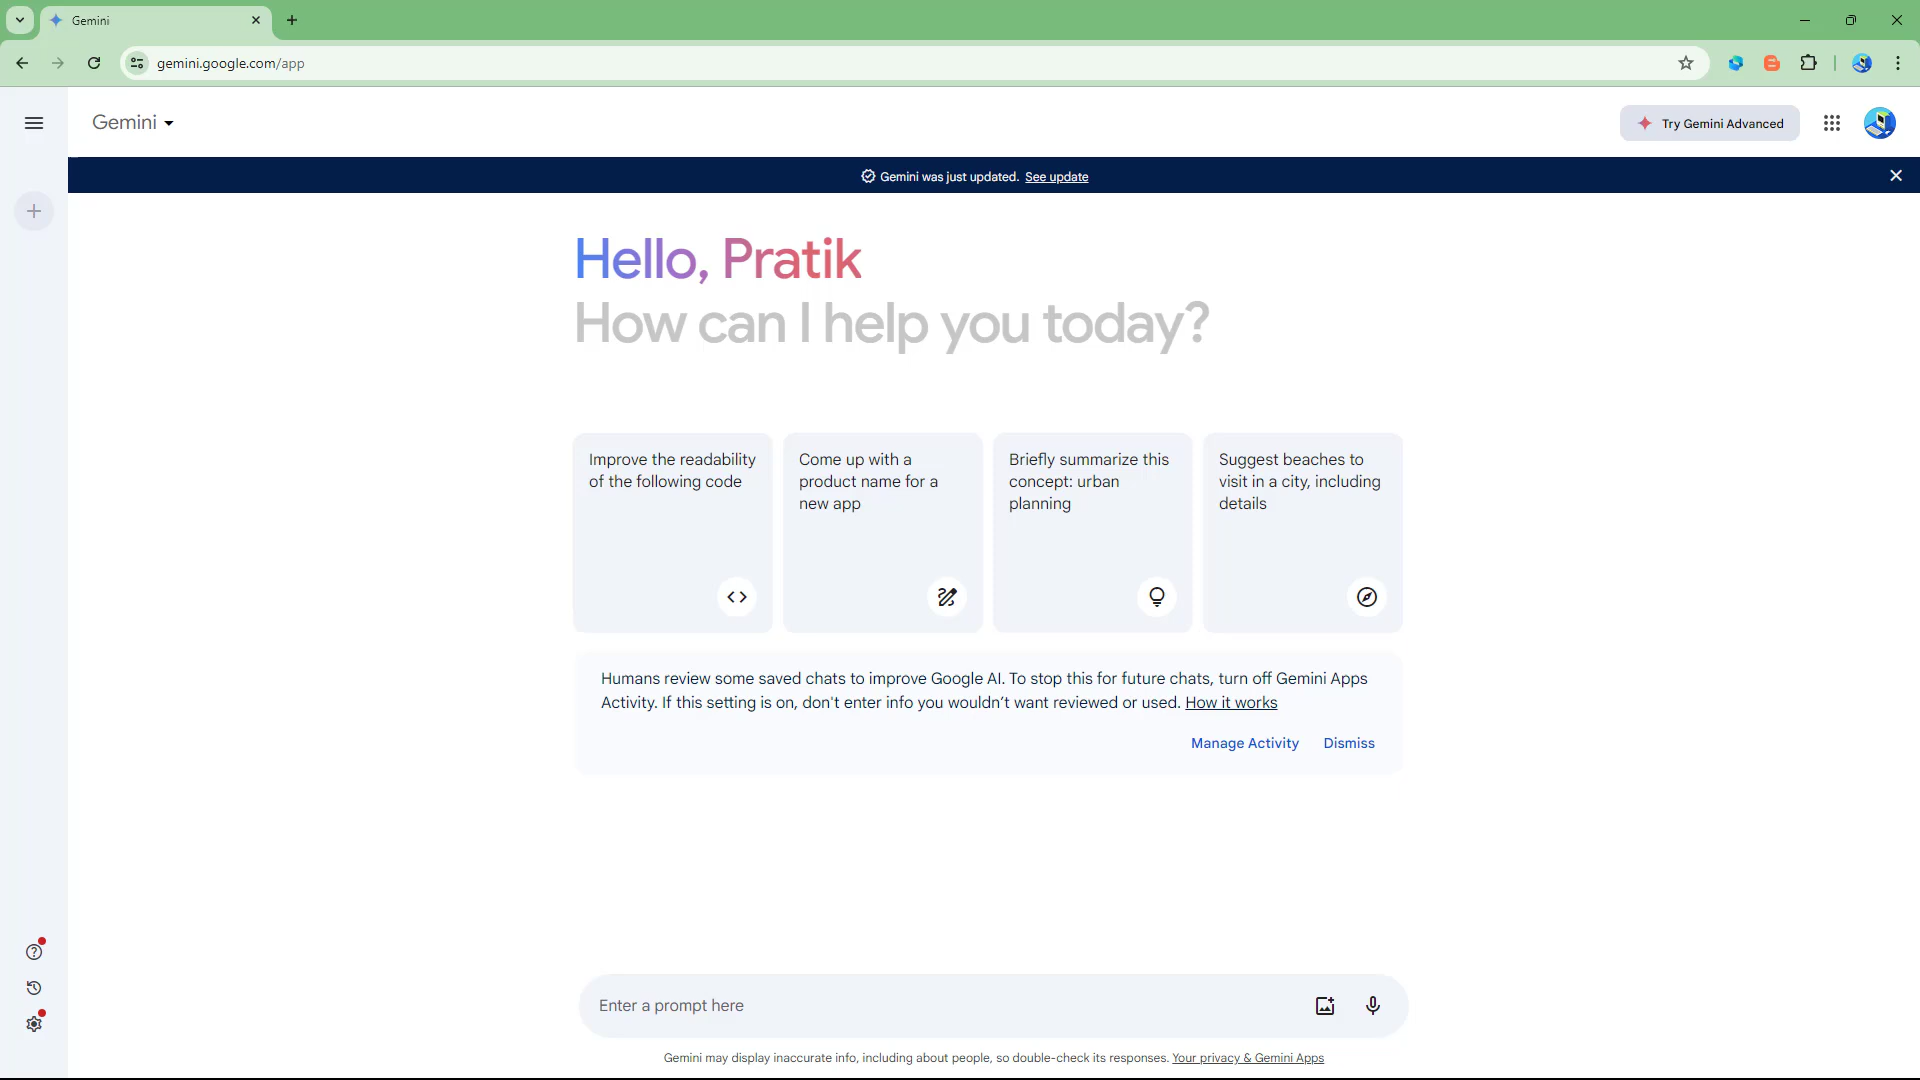 Gemini
gemini.google.com/app
Gemini
Try Gemini Advanced
Gemini was just updated. See update
Hello, Pratik
How can I help you today?
Improve the readability
of the following code
Come up with a
product name for a
new app
Briefly summarize this
concept: urban
planning
Suggest beaches to
visit in a city, including
details
Humans review some saved chats to improve Google AI. To stop this for future chats, turn off Gemini Apps
Activity. If this setting is on, don't enter info you wouldn’t want reviewed or used. How it works
Manage Activity Dismiss
Enter a prompt here
Gemini may display inaccurate info, including about people, so double-check its responses. Your privacy & Gemini Apps